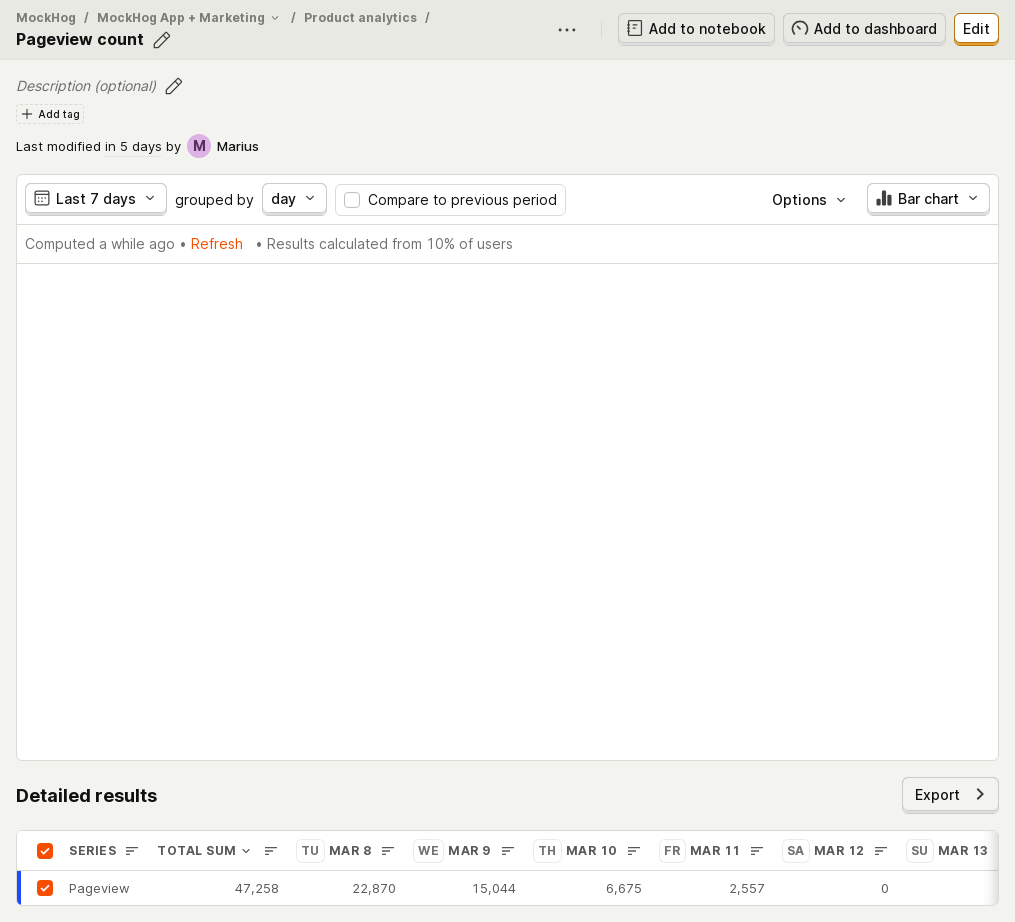 MockHog / MockHog App + Marketing / Product analytics /
Pageview count
Add to notebook
Add to dashboard
Edit
Description (optional)
Add tag
Last modified in 5 days by M Marius
Last 7 days grouped by day Compare to previous period Options Bar chart
Computed a while ago • Refresh • Results calculated from 10% of users
Detailed results
Export
SERIES TOTAL SUM TU MAR 8 WE MAR 9 TH MAR 10 FR MAR 11 SA MAR 12 SU MAR 13
Pageview 47,258 22,870 15,044 6,675 2,557 0